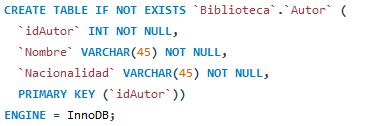 CREATE TABLE IF NOT EXISTS `Biblioteca`.`Autor` (
  `idAutor` INT NOT NULL,
  `Nombre` VARCHAR(45) NOT NULL,
  `Nacionalidad` VARCHAR(45) NOT NULL,
  PRIMARY KEY (`idAutor`))
ENGINE = InnoDB;